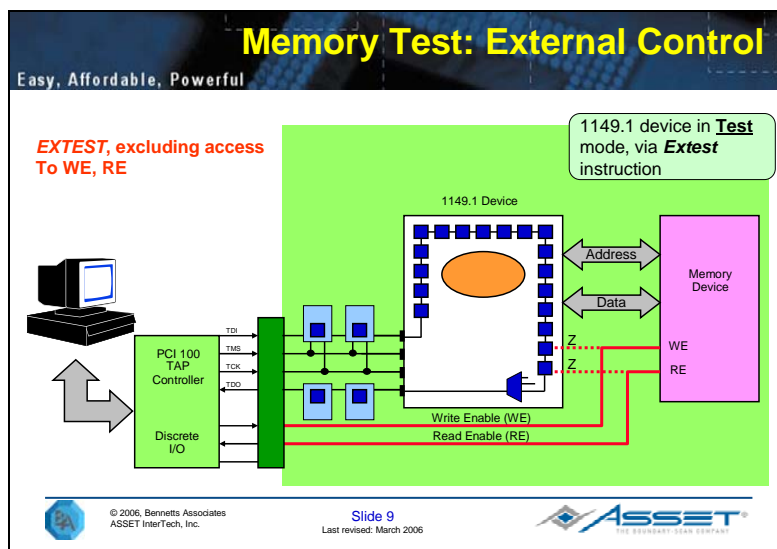 Memory Test: External Control
Easy, Affordable, Powerful
EXTEST, excluding access
To WE, RE
1149.1 device in Test
mode, via Extest
instruction
1149.1 Device
Address
Data
Memory
Device
Z
Z
WE
RE
PCI 100
TAP
Controller
Discrete
I/O
TDI
TMS
TCK
TDO
Write Enable (WE)
Read Enable (RE)
BA
© 2006, Bennetts Associates
ASSET InterTech, Inc.
Slide 9
Last revised: March 2006
ASSET
THE BOUNDARY-SCAN COMPANY